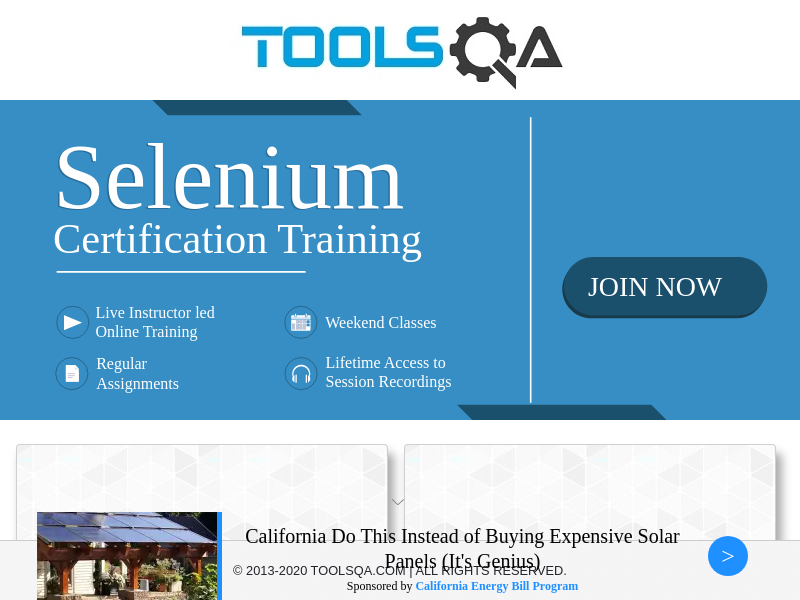 TOOLSQA
Selenium
Certification Training
JOIN NOW
Live Instructor led
Online Training
Weekend Classes
Regular
Assignments
Lifetime Access to
Session Recordings
California Do This Instead of Buying Expensive Solar
Panels (It's Genius)
© 2013-2020 TOOLSQA.COM | ALL RIGHTS RESERVED.
Sponsored by California Energy Bill Program
>